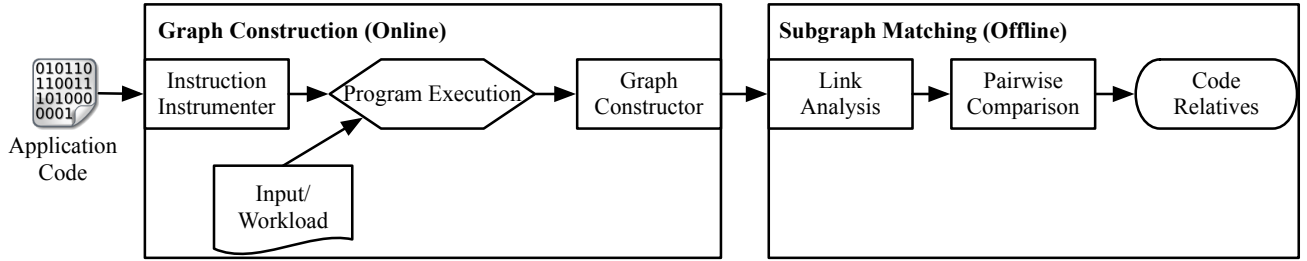 Graph Construction (Online)
Subgraph Matching (Offline)
010110
110011
101000
0001
Application
Code
Instruction
Instrumenter
Program Execution
Input/
Workload
Graph
Constructor
Link
Analysis
Pairwise
Comparison
Code
Relatives